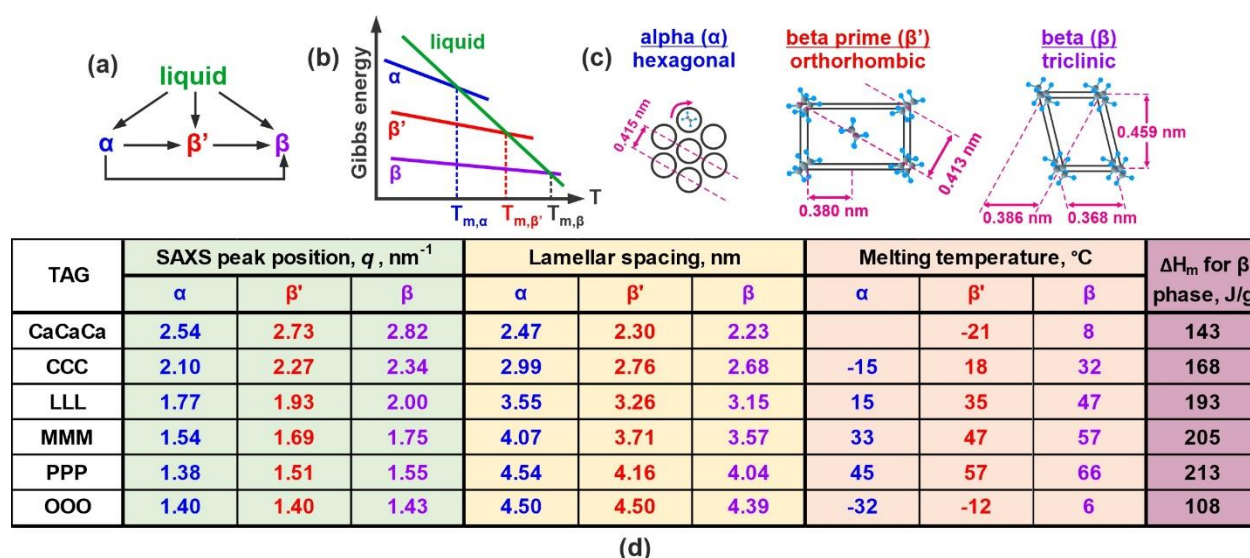 (a)
liquid
α β' β
(b)
Gibbs energy
liquid
α
β'
β
T
Tm,α Tm,β' Tm,β
(c)
alpha (α)
hexagonal
0.415 nm
beta prime (β')
orthorhombic
0.413 nm
0.380 nm
beta (β)
triclinic
0.459 nm
0.386 nm 0.368 nm
TAG SAXS peak position, q , nm-1 Lamellar spacing, nm Melting temperature, °C ΔHm for β
phase, J/g
α β' β α β' β α β' β
CaCaCa 2.54 2.73 2.82 2.47 2.30 2.23 -21 8 143
CCC 2.10 2.27 2.34 2.99 2.76 2.68 -15 18 32 168
LLL 1.77 1.93 2.00 3.55 3.26 3.15 15 35 47 193
MMM 1.54 1.69 1.75 4.07 3.71 3.57 33 47 57 205
PPP 1.38 1.51 1.55 4.54 4.16 4.04 45 57 66 213
OOO 1.40 1.40 1.43 4.50 4.50 4.39 -32 -12 6 108
(d)